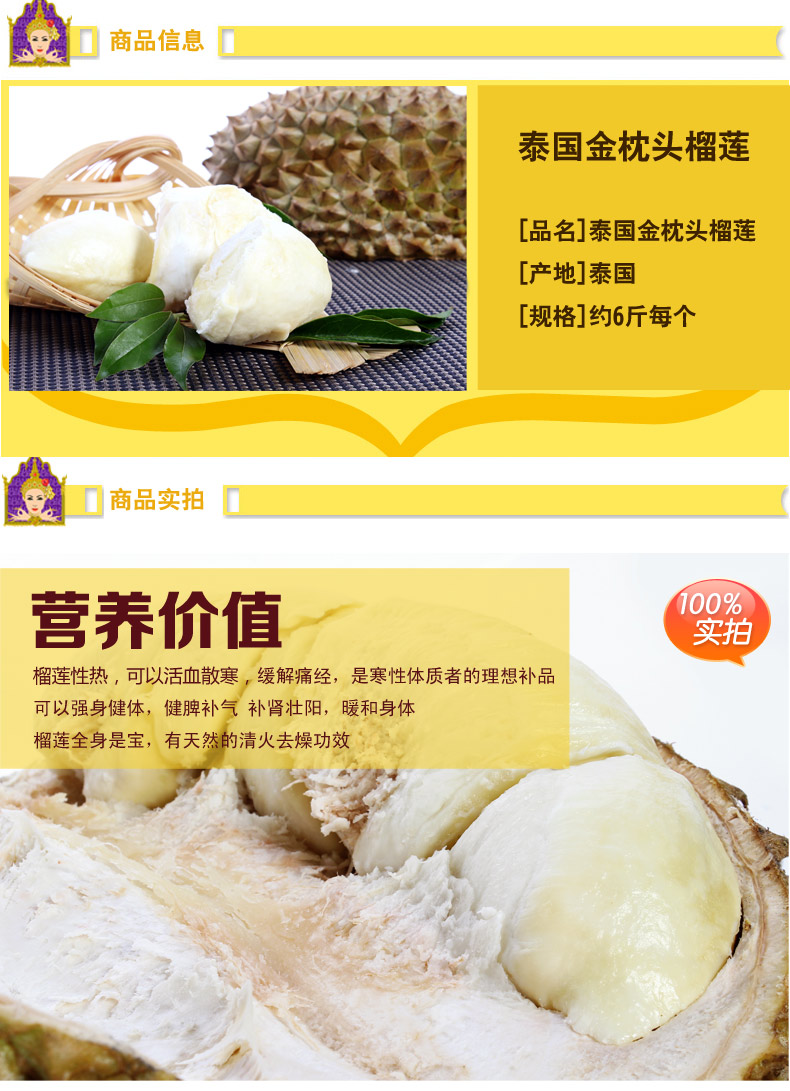 商品信息
泰国金枕头榴莲
[品名]泰国金枕头榴莲
[产地]泰国
[规格]约6斤每个
商品实拍
营养价值
100%
实拍
榴莲性热，可以活血散寒，缓解痛经，是寒性体质者的理想补品
可以强身健体，健脾补气 补肾壮阳，暖和身体
榴莲全身是宝，有天然的清火去燥功效